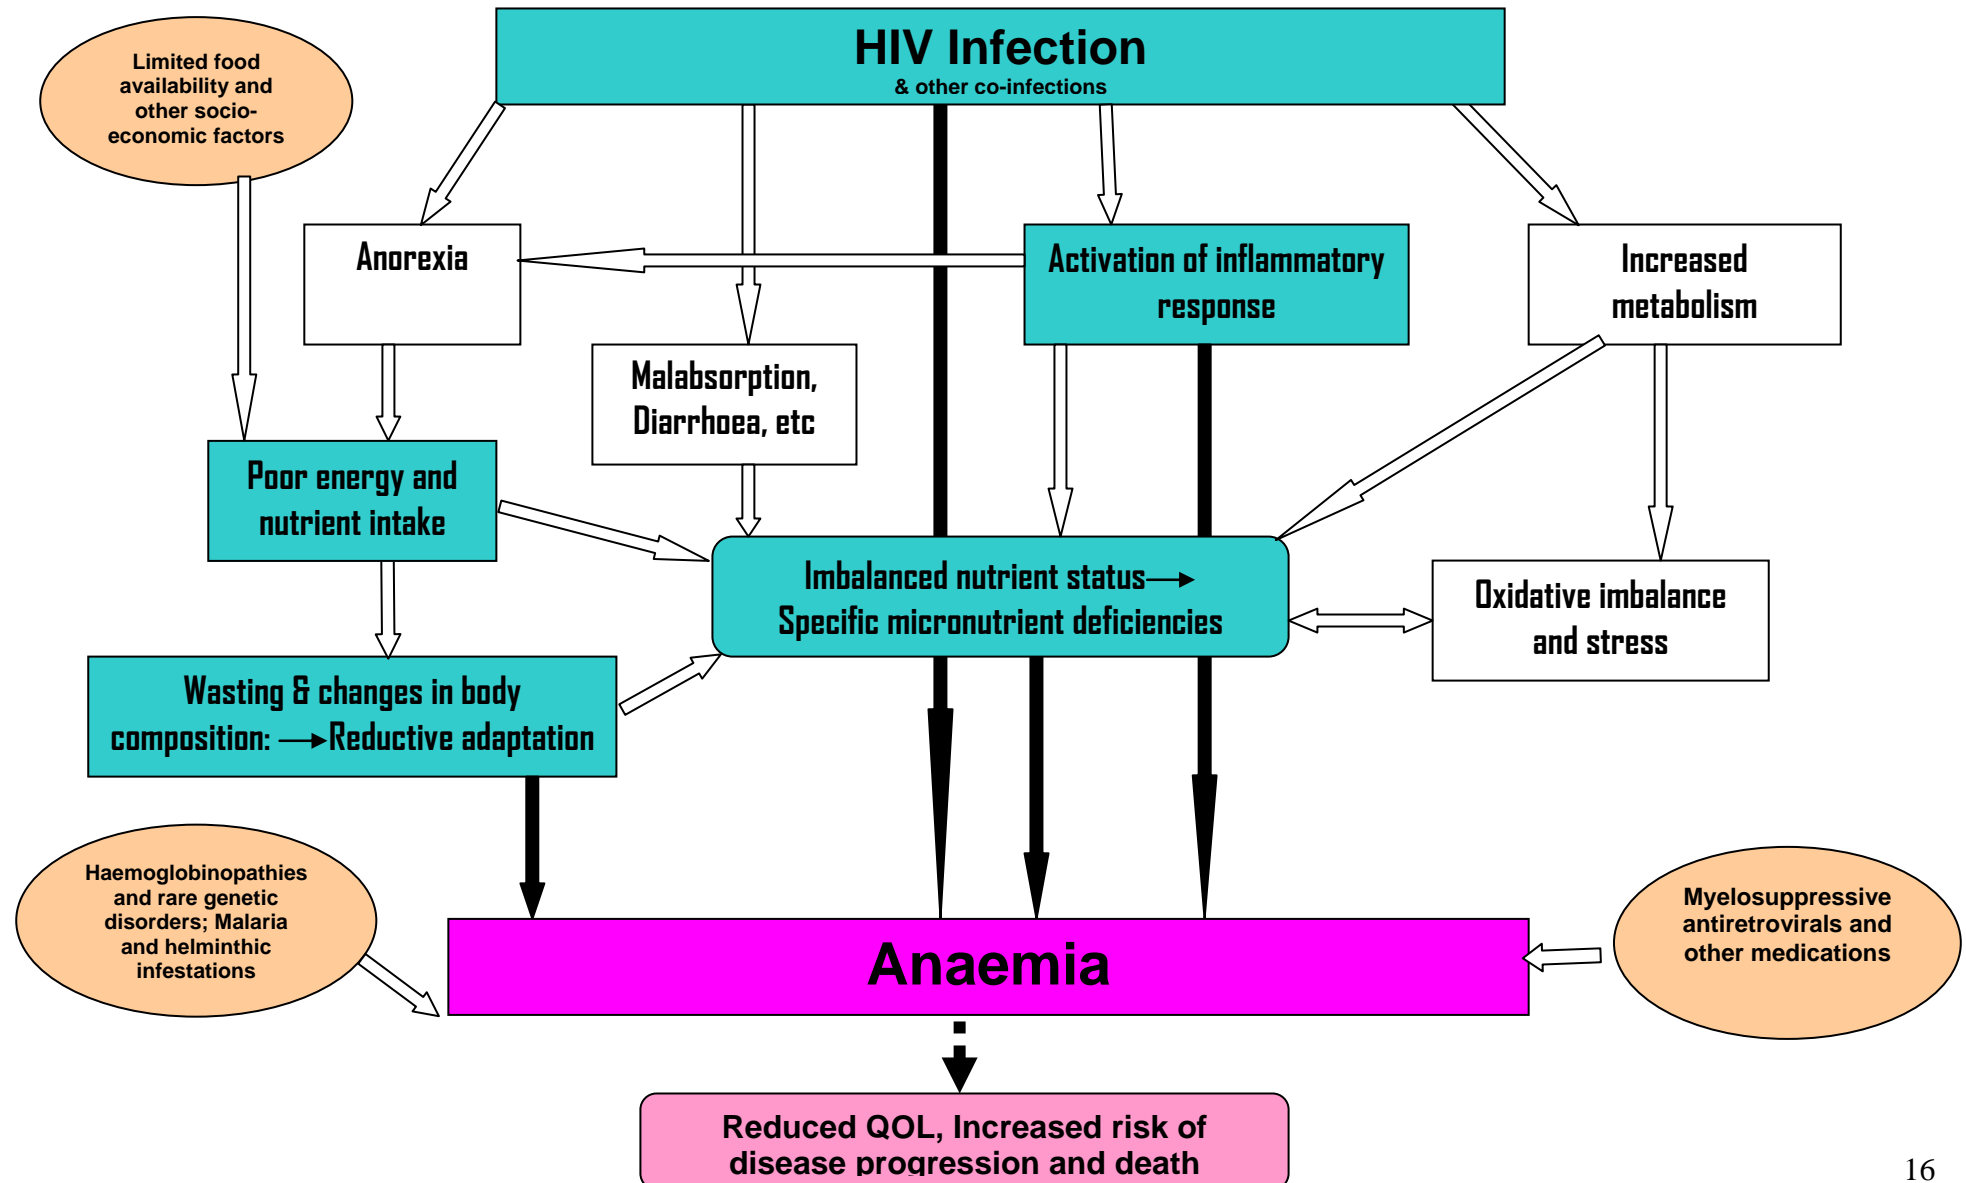 HIV Infection
& other co-infections
Limited food
availability and
other socio-
economic factors
Anorexia
Activation of inflammatory
response
Increased
metabolism
Malabsorption,
Diarrhoea, etc
Poor energy and
nutrient intake
Imbalanced nutrient status→
Specific micronutrient deficiencies
Oxidative imbalance
and stress
Wasting & changes in body
composition: →Reductive adaptation
Haemoglobinopathies
and rare genetic
disorders; Malaria
and helminthic
infestations
Myelosuppressive
antiretrovirals and
other medications
Anaemia
Reduced QOL, Increased risk of
disease progression and death
16